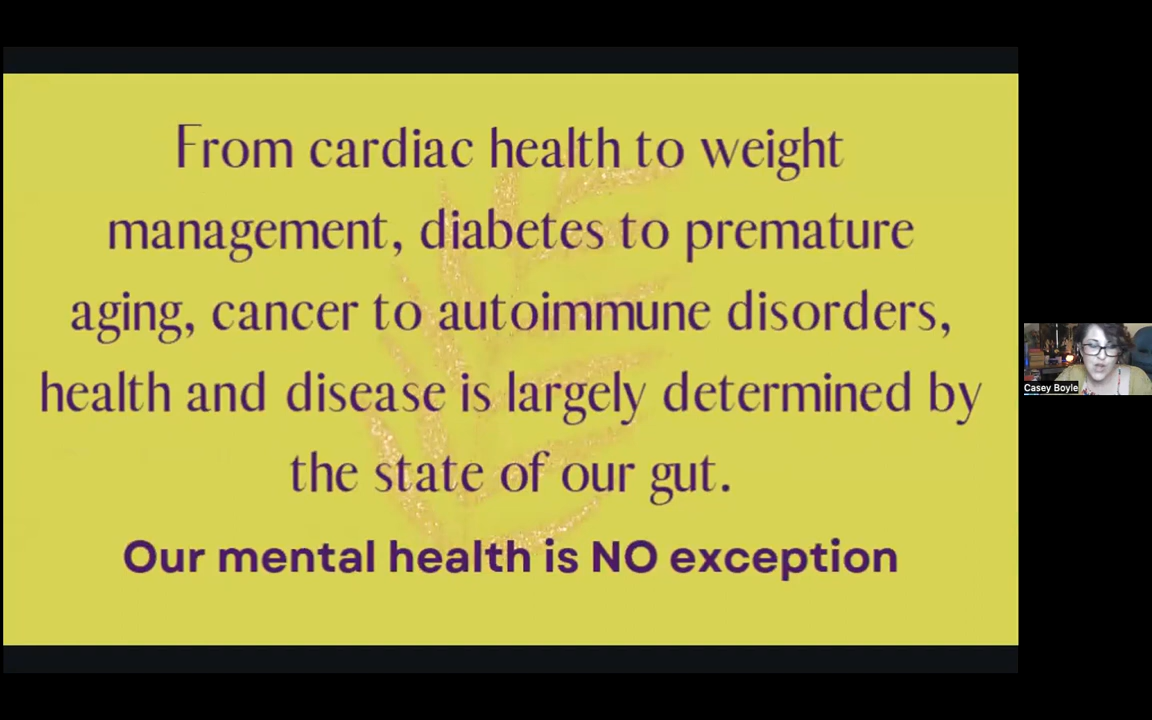 From cardiac health to weight
management, diabetes to premature
aging, cancer to autoimmune disorders,
health and disease is largely determined by
the state of our gut.
Our mental health is NO exception
Casey Boyle